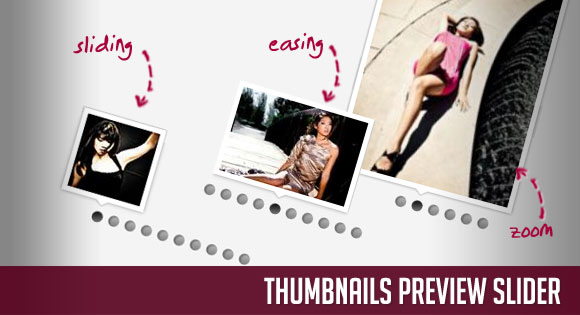 sliding
easing
zoom
THUMBNAILS PREVIEW SLIDER